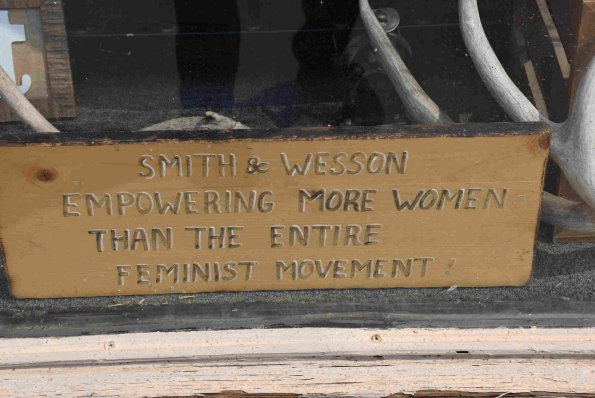 t
SMITH & WESSON
EMPOWERING MORE WOMEN
THAN THE ENTIRE
FEMINIST MOVEMENT!